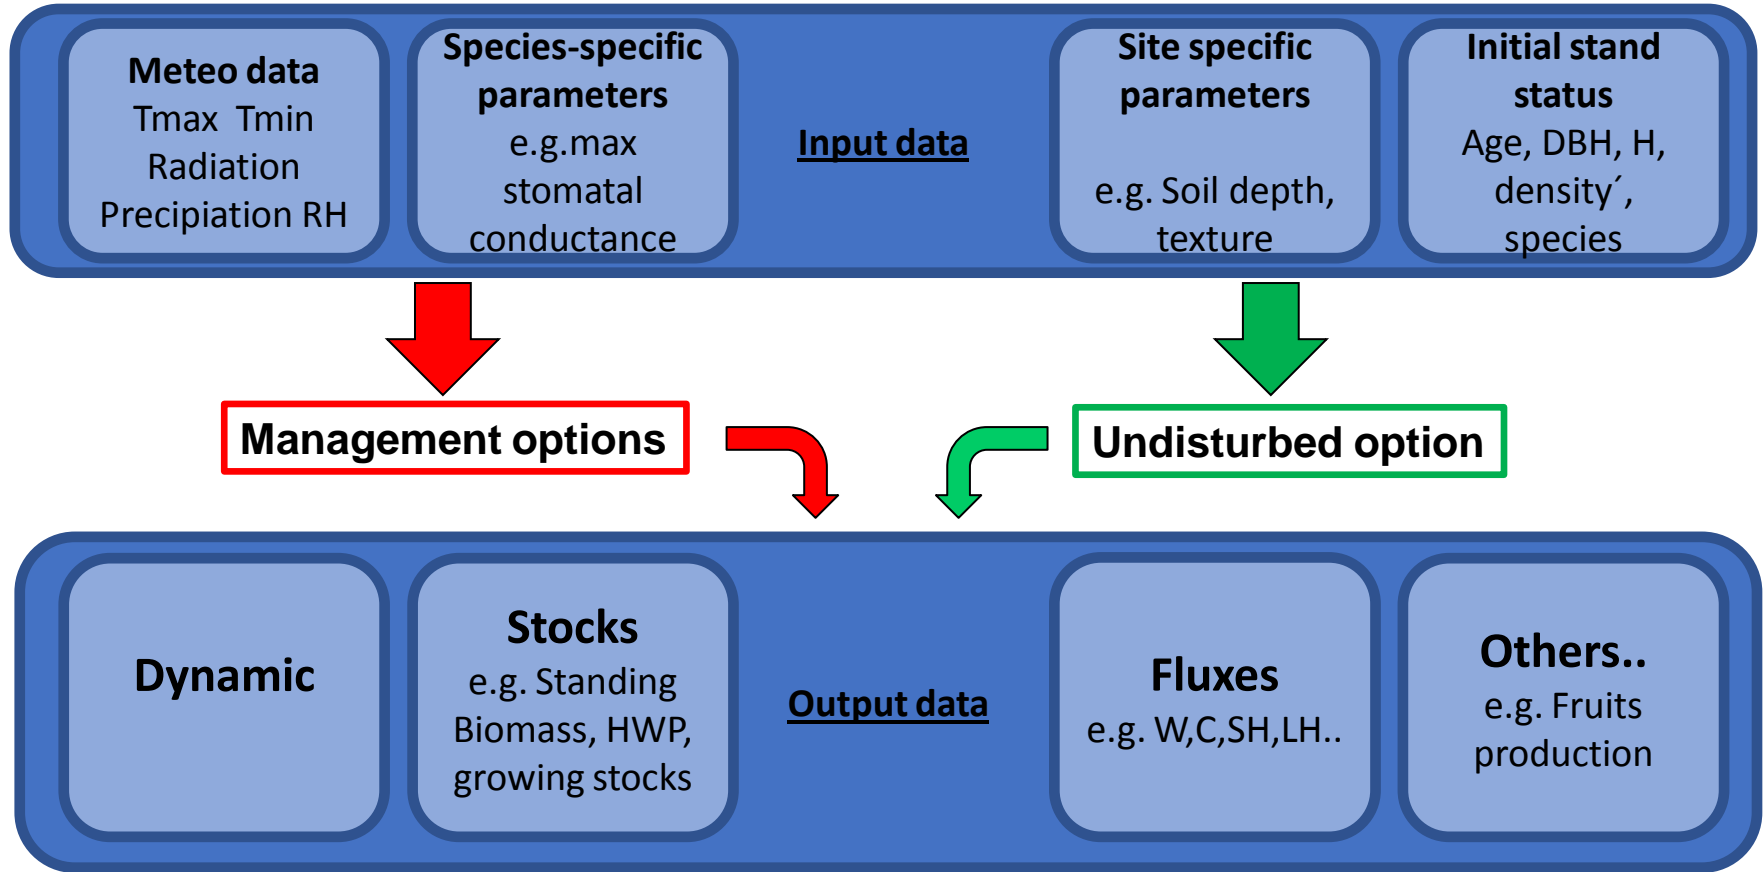 Meteo data
Tmax  Tmin
Radiation
Precipiation RH
Species-specific
parameters
e.g.max
stomatal
conductance
Input data
Site specific
parameters
e.g. Soil depth,
texture
Initial stand
status
Age, DBH, H,
density´,
species
Management options
Undisturbed option
Dynamic
Stocks
e.g. Standing
Biomass, HWP,
growing stocks
Output data
Fluxes
e.g. W,C,SH,LH..
Others..
e.g. Fruits
production